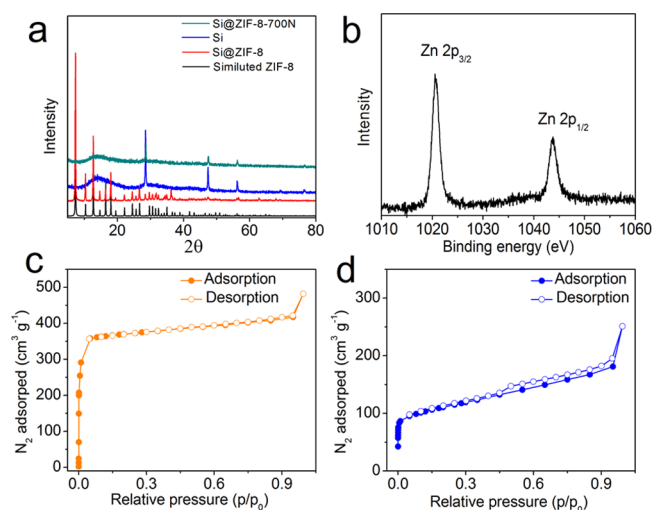 a
Si@ZIF-8-700N
Si
Si@ZIF-8
Similuted ZIF-8
Intensity
20 40 60 80
2θ
b
Zn 2p3/2
Zn 2p1/2
Intensity
1010 1020 1030 1040 1050 1060
Binding energy (eV)
c
Adsorption
Desorption
500
400
300
200
100
0
N2 adsorbed (cm3 g-1)
0.0 0.3 0.6 0.9
Relative pressure (p/p0)
d
Adsorption
Desorption
300
200
100
0
N2 adsorbed (cm3 g-1)
0.0 0.3 0.6 0.9
Relative pressure (p/p0)